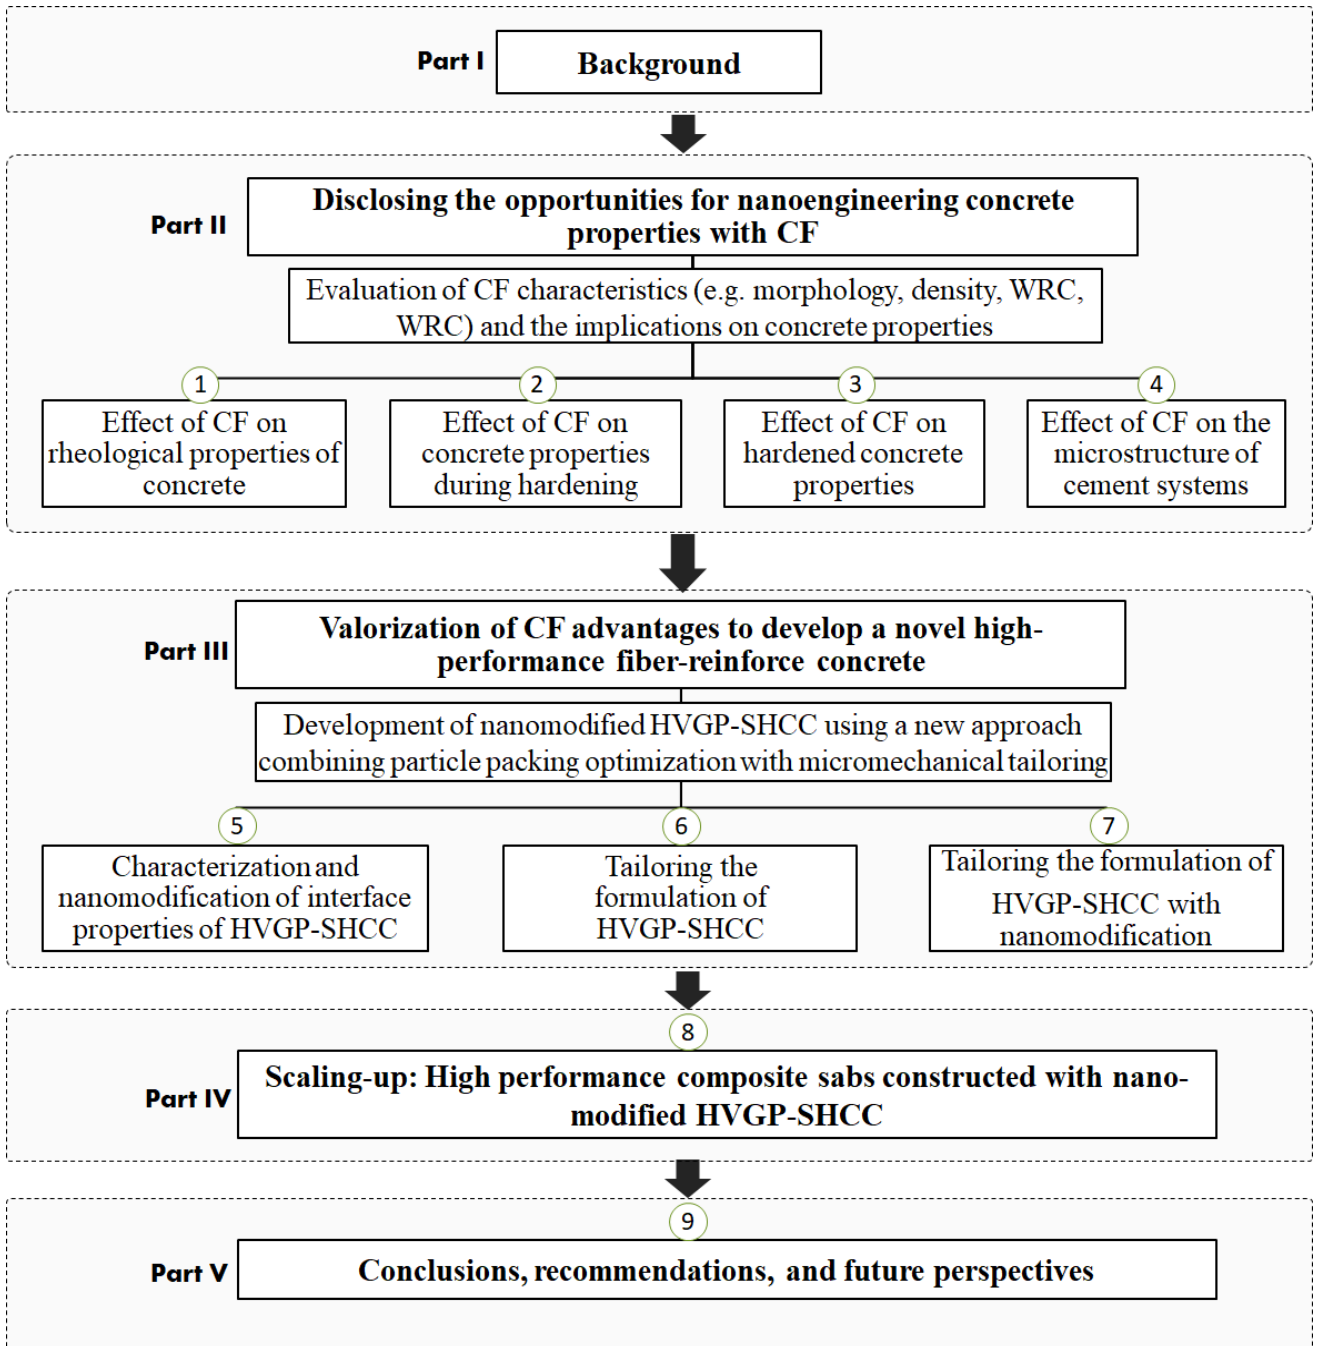 Part I
Background
Part II
Disclosing the opportunities for nanoengineering concrete
properties with CF
Evaluation of CF characteristics (e.g. morphology, density, WRC,
WRC) and the implications on concrete properties
1
Effect of CF on
rheological properties of
concrete
2
Effect of CF on
concrete properties
during hardening
3
Effect of CF on
hardened concrete
properties
4
Effect of CF on the
microstructure of
cement systems
Part III
Valorization of CF advantages to develop a novel high-
performance fiber-reinforce concrete
Development of nanomodified HVGP-SHCC using a new approach
combining particle packing optimization with micromechanical tailoring
5
Characterization and
nanomodification of interface
properties of HVGP-SHCC
6
Tailoring the
formulation of
HVGP-SHCC
7
Tailoring the formulation of
HVGP-SHCC with
nanomodification
8
Part IV
Scaling-up: High performance composite sabs constructed with nano-
modified HVGP-SHCC
9
Part V
Conclusions, recommendations, and future perspectives